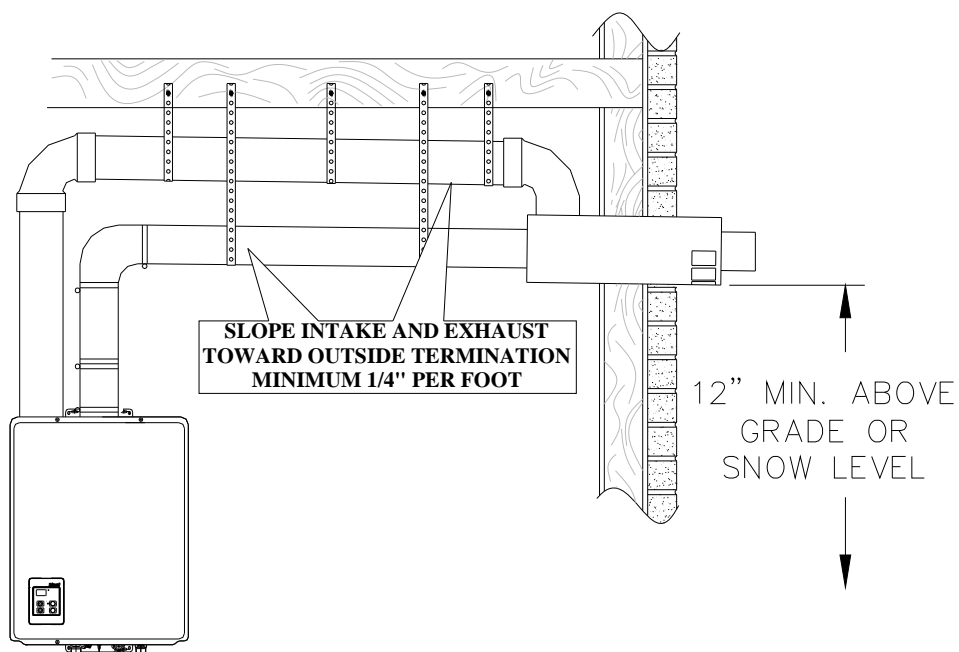 SLOPE INTAKE AND EXHAUST
TOWARD OUTSIDE TERMINATION
MINIMUM 1/4" PER FOOT
12” MIN. ABOVE
GRADE OR
SNOW LEVEL